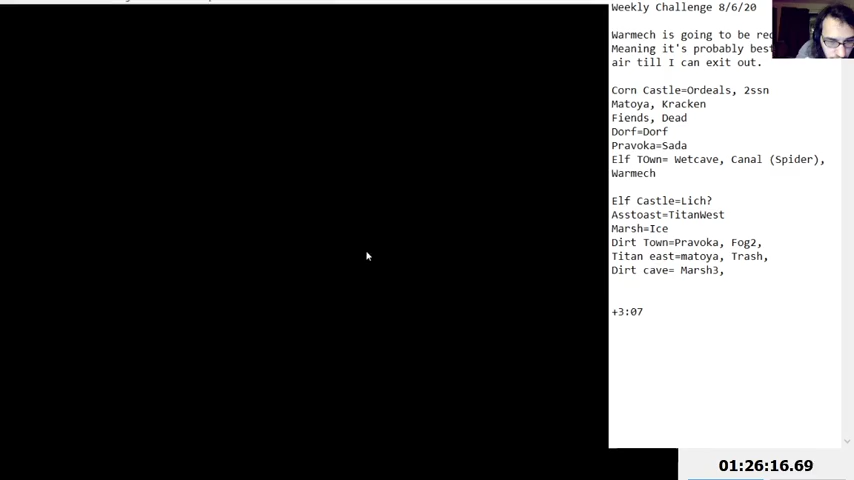 Weekly Challenge 8/6/20
Warmech is going to be
Meaning it's probably best
air till I can exit out.
Corn Castle=Ordeals, 2ssn
Matoya, Kracken
Fiends, Dead
Dorf=Dorf
Pravoka=Sada
Elf TOwn= Wetcave, Canal (Spider),
Warmech
Elf Castle=Lich?
Asstoast=TitanWest
Marsh=Ice
Dirt Town=Pravoka, Fog2,
Titan east=matoya, Trash,
Dirt cave= Marsh3,
+3:07
01:26:16.69